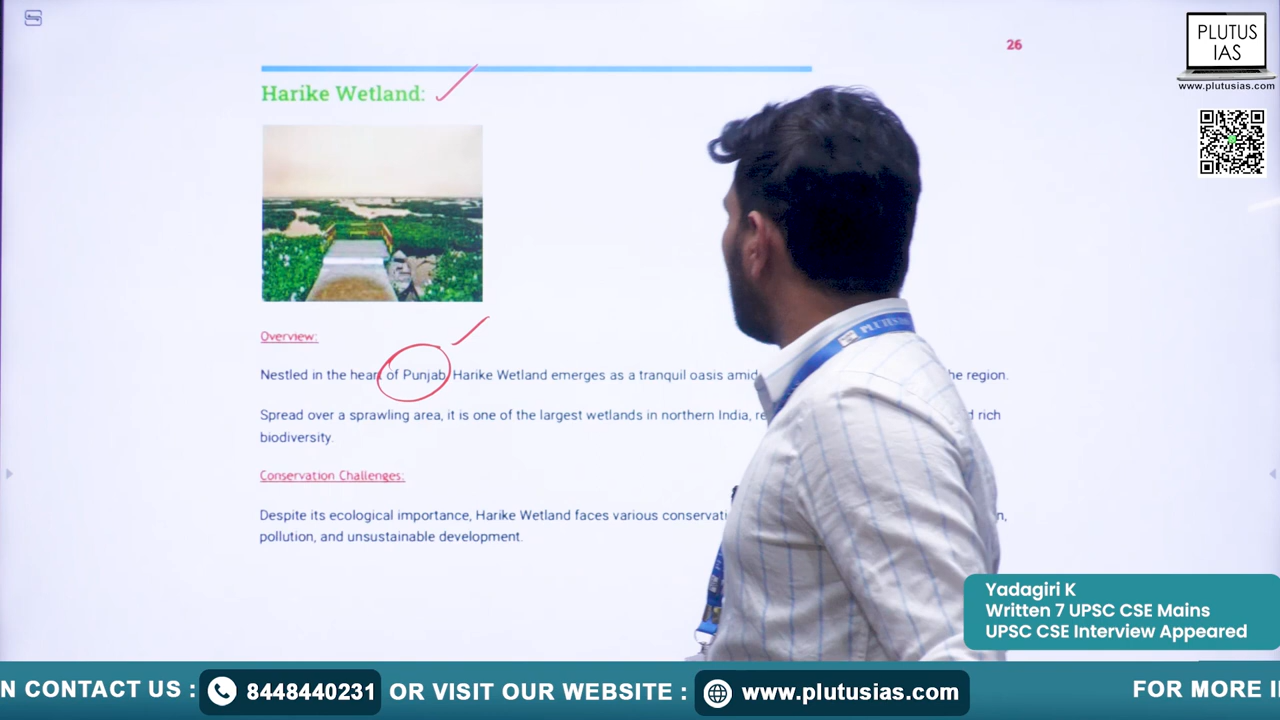 26
PLUTUS
IAS
www.plutusias.com
Harike Wetland:
Overview:
Nestled in the heart of Punjab, Harike Wetland emerges as a tranquil oasis amid he region.
Spread over a sprawling area, it is one of the largest wetlands in northern India, rich
biodiversity.
Conservation Challenges:
Despite its ecological importance, Harike Wetland faces various
pollution, and unsustainable development.
PLUTUS IAS
Yadagiri K
Written 7 UPSC CSE Mains
UPSC CSE Interview Appeared
N CONTACT US : 8448440231 OR VISIT OUR WEBSITE : www.plutusias.com FOR MORE